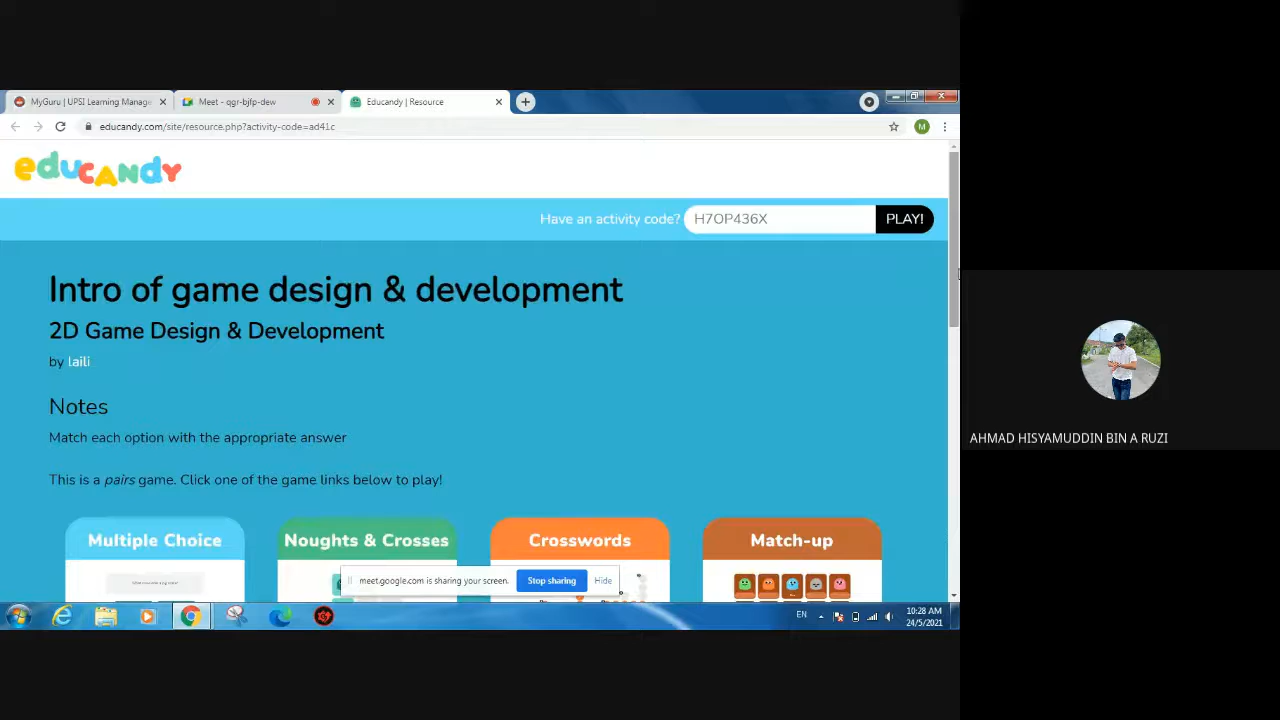 MyGuru | UPSI Learning Manage
Meet - qgr-bjfp-dew
Educandy | Resource
educandy.com/site/resource.php?activity-code=ad41c
M
educandy
Have an activity code? H7OP436X PLAY!
Intro of game design & development
2D Game Design & Development
by laili
Notes
Match each option with the appropriate answer
This is a pairs game. Click one of the game links below to play!
Multiple Choice
Noughts & Crosses
Crosswords
Match-up
meet.google.com is sharing your screen. Stop sharing Hide
EN
10:28 AM
24/5/2021
AHMAD HISYAMUDDIN BIN A RUZI